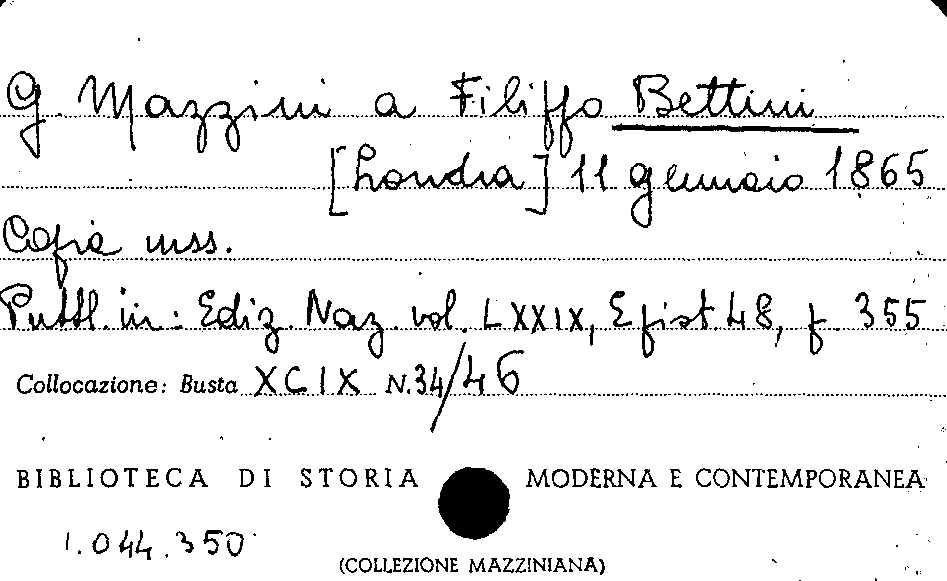 G. Mazzini a Filippo Bettini
[Londra] 11 gennaio 1865
Copia mss.
Pubbl. in: Ediz. Naz. vol. LXXIX, Epist. 48, p. 355
Collocazione: Busta XCIX N. 34/46
BIBLIOTECA DI STORIA MODERNA E CONTEMPORANEA
1.044.350
(COLLEZIONE MAZZINIANA)